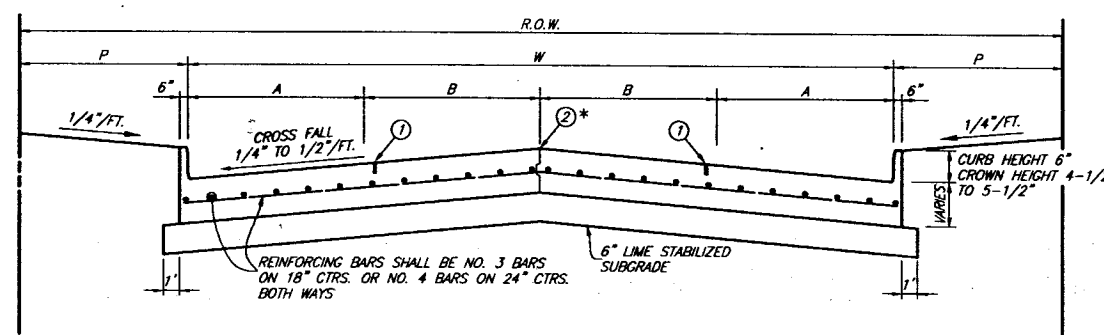 R.O.W.
P
W
P
6"
A
B
B
A
6"
1/4"/FT.
CROSS FALL
1/4" TO 1/2"/FT.
1
2 *
1
1/4"/FT.
CURB HEIGHT 6"
CROWN HEIGHT 4-1/2
TO 5-1/2"
VARIES
REINFORCING BARS SHALL BE NO. 3 BARS
ON 18" CTRS. OR NO. 4 BARS ON 24" CTRS.
BOTH WAYS
6" LIME STABILIZED
SUBGRADE
1'
1'